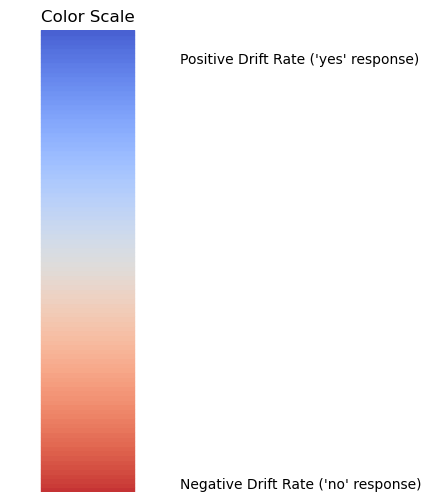 Color Scale
Positive Drift Rate ('yes' response)
Negative Drift Rate ('no' response)